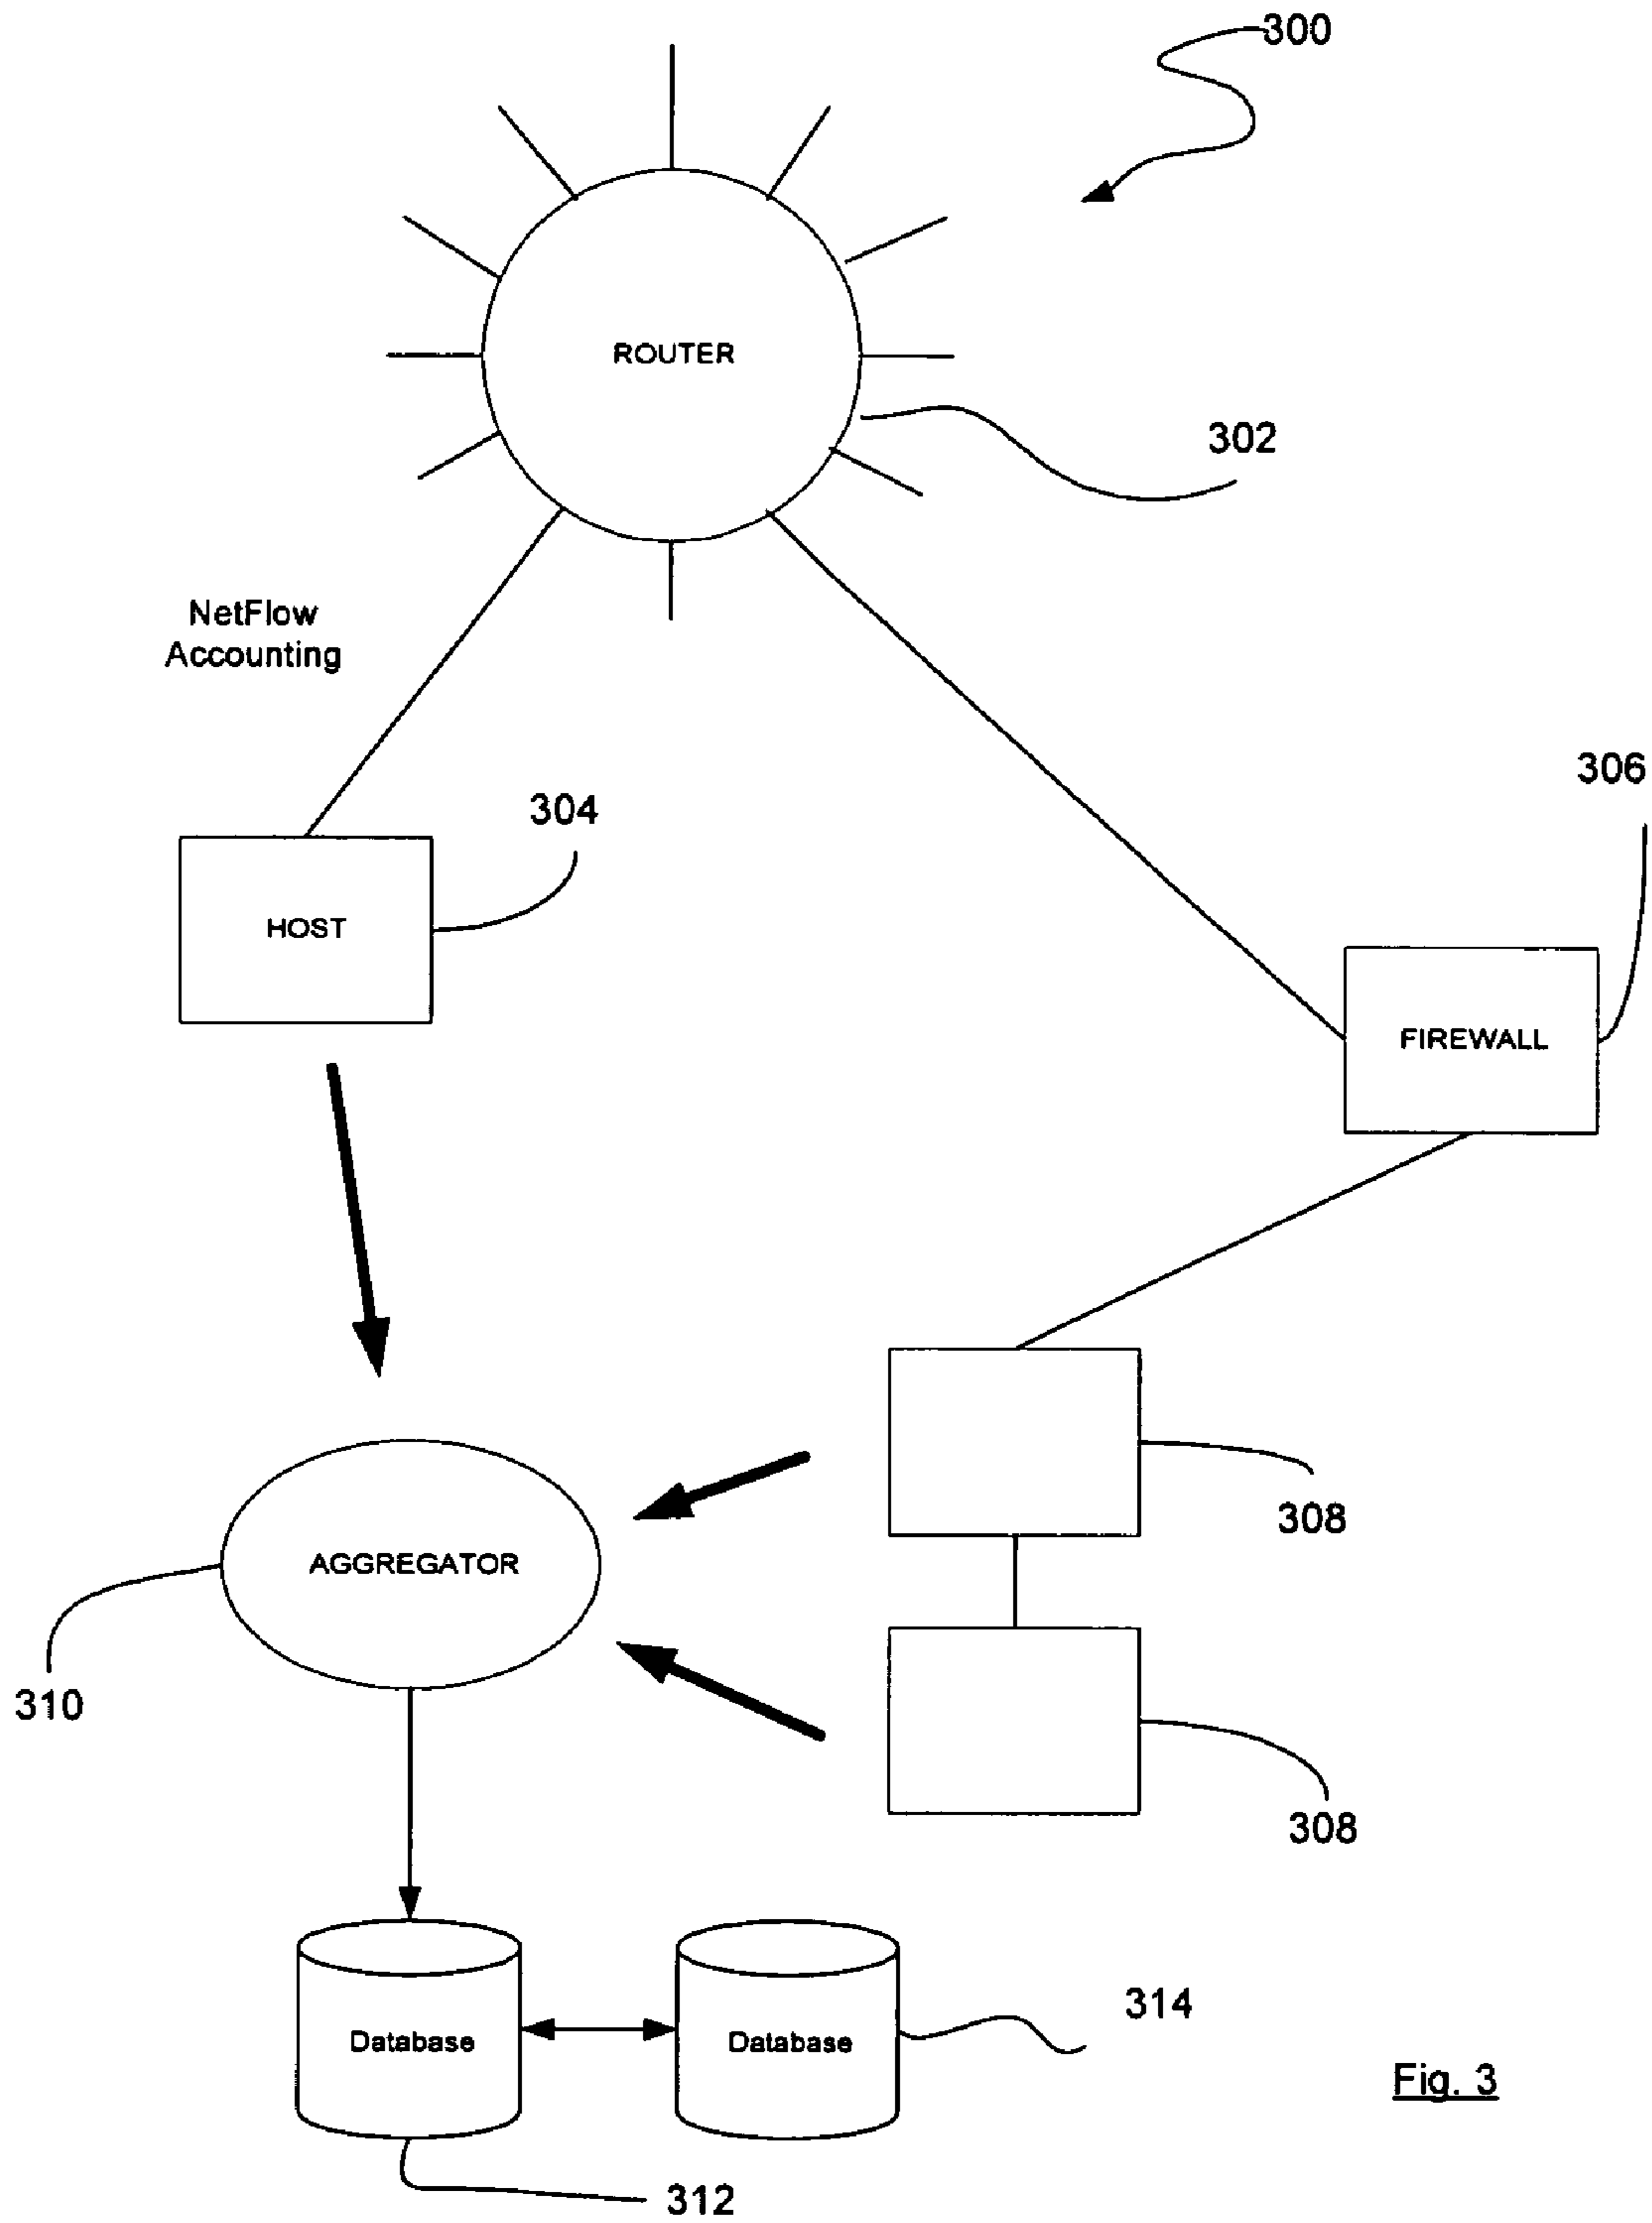 300
ROUTER
302
NetFlow
Accounting
306
304
HOST
FIREWALL
308
AGGREGATOR
310
308
314
Database
Database
Fig. 3
312